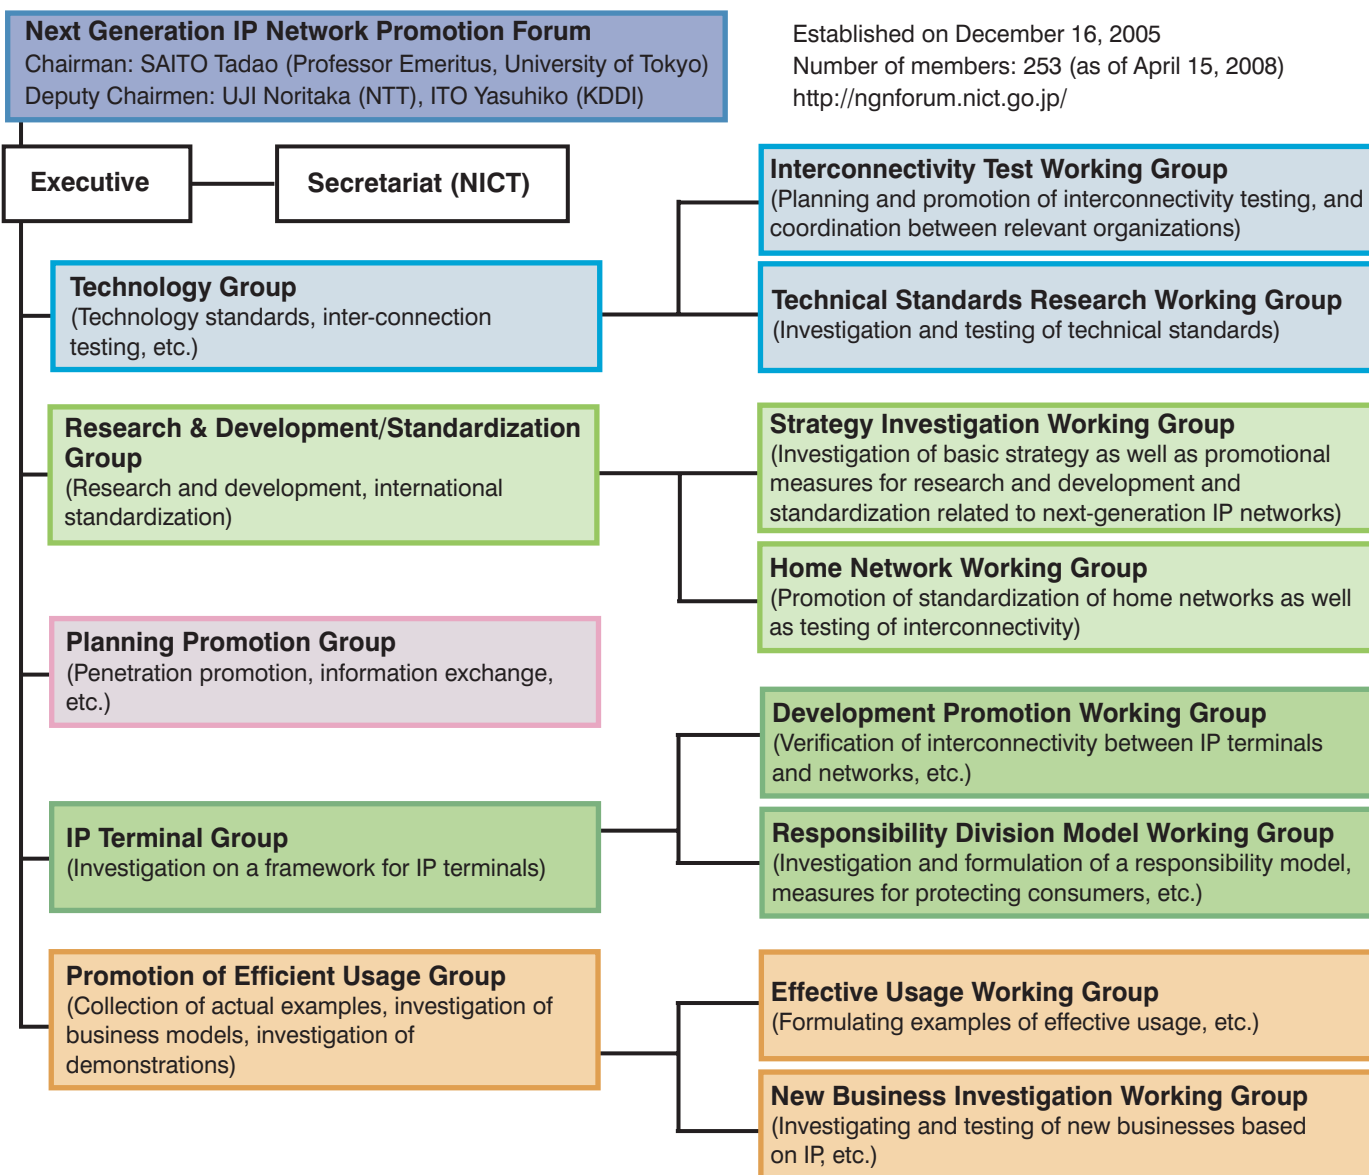 Next Generation IP Network Promotion Forum
Chairman: SAITO Tadao (Professor Emeritus, University of Tokyo)
Deputy Chairmen: UJI Noritaka (NTT), ITO Yasuhiko (KDDI)
Established on December 16, 2005
Number of members: 253 (as of April 15, 2008)
http://ngnforum.nict.go.jp/
Executive
Secretariat (NICT)
Technology Group
(Technology standards, inter-connection
testing, etc.)
Interconnectivity Test Working Group
(Planning and promotion of interconnectivity testing, and
coordination between relevant organizations)
Technical Standards Research Working Group
(Investigation and testing of technical standards)
Research & Development/Standardization
Group
(Research and development, international
standardization)
Strategy Investigation Working Group
(Investigation of basic strategy as well as promotional
measures for research and development and
standardization related to next-generation IP networks)
Home Network Working Group
(Promotion of standardization of home networks as well
as testing of interconnectivity)
Planning Promotion Group
(Penetration promotion, information exchange,
etc.)
IP Terminal Group
(Investigation on a framework for IP terminals)
Development Promotion Working Group
(Verification of interconnectivity between IP terminals
and networks, etc.)
Responsibility Division Model Working Group
(Investigation and formulation of a responsibility model,
measures for protecting consumers, etc.)
Promotion of Efficient Usage Group
(Collection of actual examples, investigation of
business models, investigation of
demonstrations)
Effective Usage Working Group
(Formulating examples of effective usage, etc.)
New Business Investigation Working Group
(Investigating and testing of new businesses based
on IP, etc.)